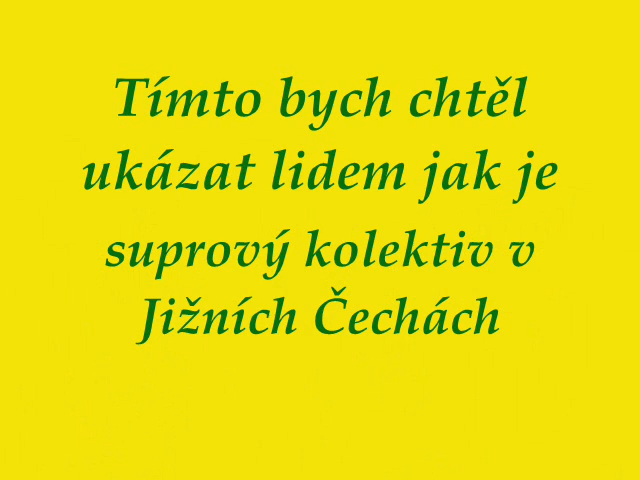 Tímto bych chtěl
ukázat lidem jak je
suprový kolektiv v
Jižních Čechách